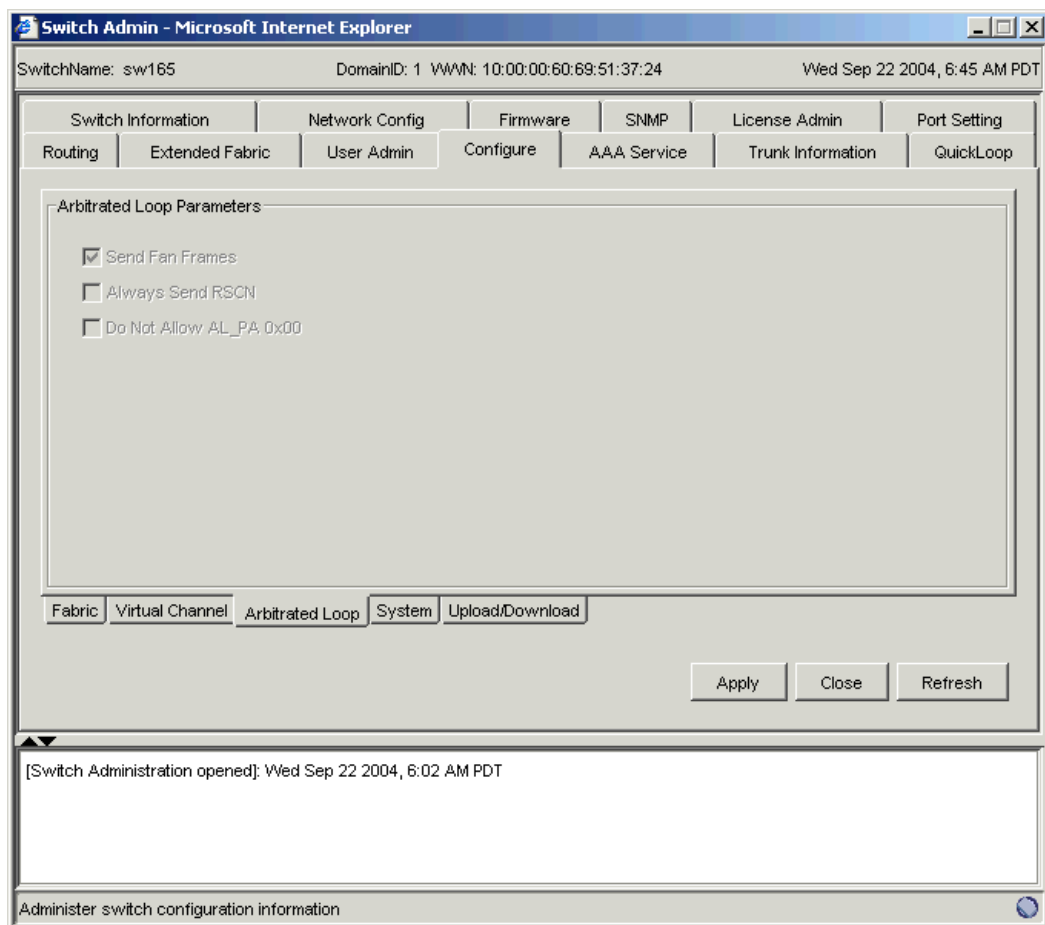 Switch Admin - Microsoft Internet Explorer
SwitchName: sw165 DomainID: 1 WWN: 10:00:00:60:69:51:37:24 Wed Sep 22 2004, 6:45 AM PDT
Switch Information Network Config Firmware SNMP License Admin Port Setting
Routing Extended Fabric User Admin Configure AAA Service Trunk Information QuickLoop
Arbitrated Loop Parameters
Send Fan Frames
Always Send RSCN
Do Not Allow AL_PA 0x00
Fabric Virtual Channel Arbitrated Loop System Upload/Download
Apply Close Refresh
[Switch Administration opened]: Wed Sep 22 2004, 6:02 AM PDT
Administer switch configuration information